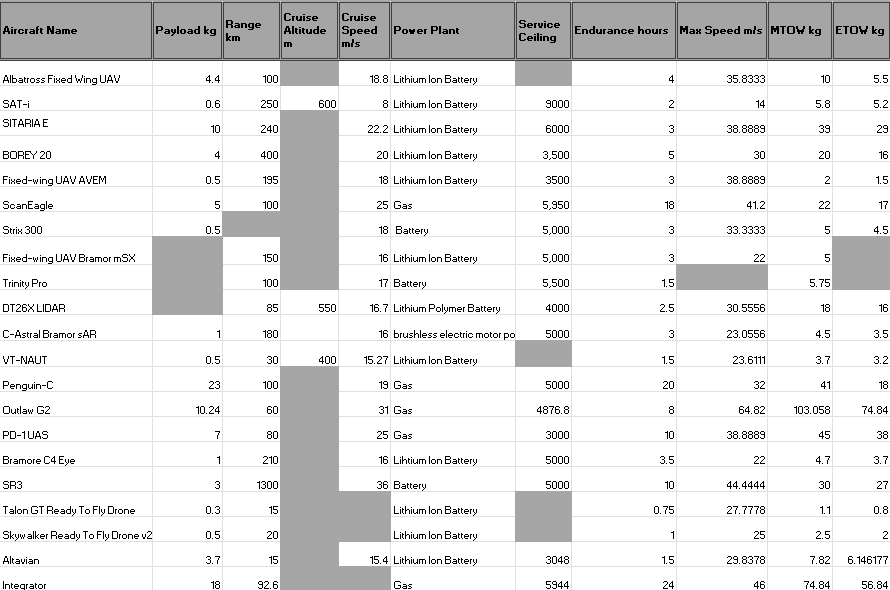 Aircraft Name Payload kg Range km Cruise Altitude m Cruise Speed m/s Power Plant Service Ceiling Endurance hours Max Speed m/s MTOW kg ETOW kg
Albatross Fixed Wing UAV 4.4 100 18.8 Lithium Ion Battery 4 35.8333 10 5.5
SAT-i 0.6 250 600 8 Lithium Ion Battery 9000 2 14 5.8 5.2
SITARIA E 10 240 22.2 Lithium Ion Battery 6000 3 38.8889 39 29
BOREY 20 4 400 20 Lithium Ion Battery 3,500 5 30 20 16
Fixed-wing UAV AVEM 0.5 195 18 Lithium Ion Battery 3500 3 38.8889 2 1.5
ScanEagle 5 100 25 Gas 5,950 18 41.2 22 17
Strix 300 0.5 18 Battery 5,000 3 33.3333 5 4.5
Fixed-wing UAV Bramor mSX 150 16 Lithium Ion Battery 5,000 3 22 5
Trinity Pro 100 17 Battery 5,500 1.5 5.75
DT26X LIDAR 85 550 16.7 Lithium Polymer Battery 4000 2.5 30.5556 18 16
C-Astral Bramor sAR 1 180 16 brushless electric motor po 5000 3 23.0556 4.5 3.5
VT-NAUT 0.5 30 400 15.27 Lithium Ion Battery 1.5 23.6111 3.7 3.2
Penguin-C 23 100 19 Gas 5000 20 32 41 18
Outlaw G2 10.24 60 31 Gas 4876.8 8 64.82 103.058 74.84
PD-1 UAS 7 80 25 Gas 3000 10 38.8889 45 38
Bramore C4 Eye 1 210 16 Lihtium Ion Battery 5000 3.5 22 4.7 3.7
SR3 3 1300 36 Battery 5000 10 44.4444 30 27
Talon GT Ready To Fly Drone 0.3 15 Lithium Ion Battery 0.75 27.7778 1.1 0.8
Skywalker Ready To Fly Drone v2 0.5 20 Lithium Ion Battery 1 25 2.5 2
Altavian 3.7 15 15.4 Lithium Ion Battery 3048 1.5 29.8378 7.82 6.146177
Integrator 18 92.6 Gas 5944 24 46 74.84 56.84